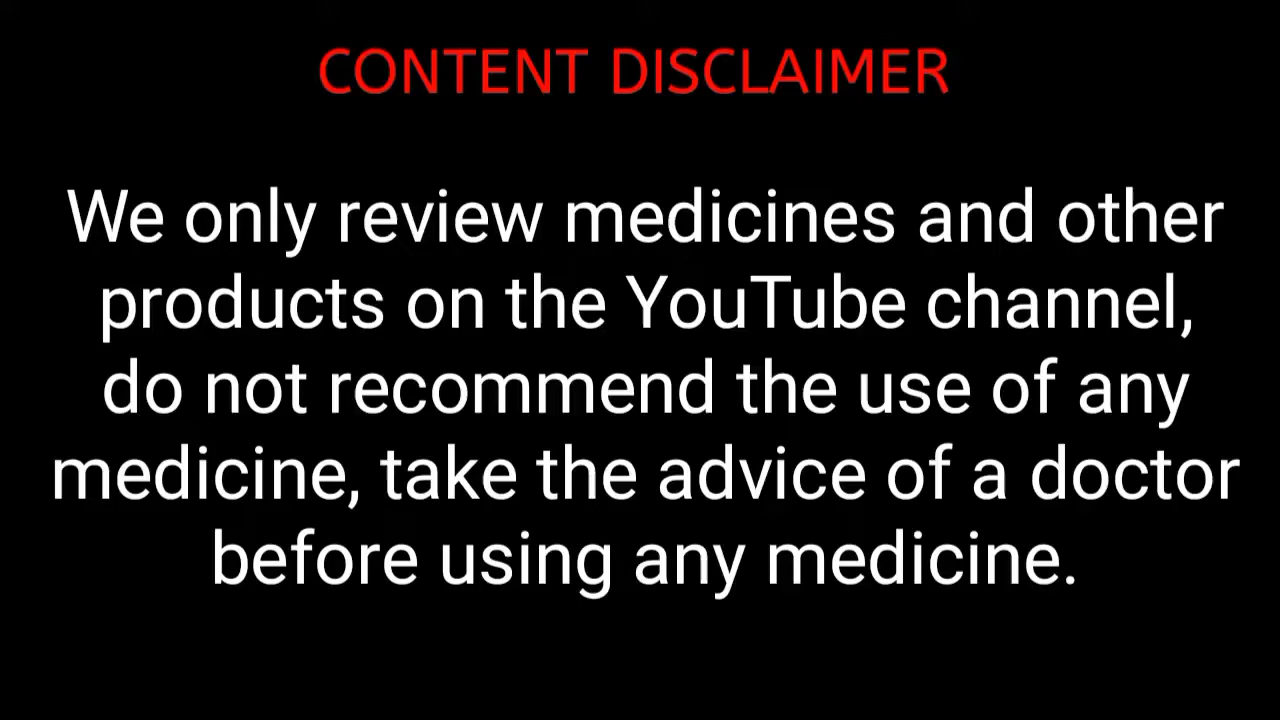 CONTENT DISCLAIMER
We only review medicines and other
products on the YouTube channel,
do not recommend the use of any
medicine, take the advice of a doctor
before using any medicine.